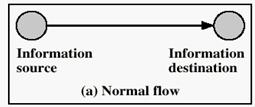 Information Information
source destination
(a) Normal flow